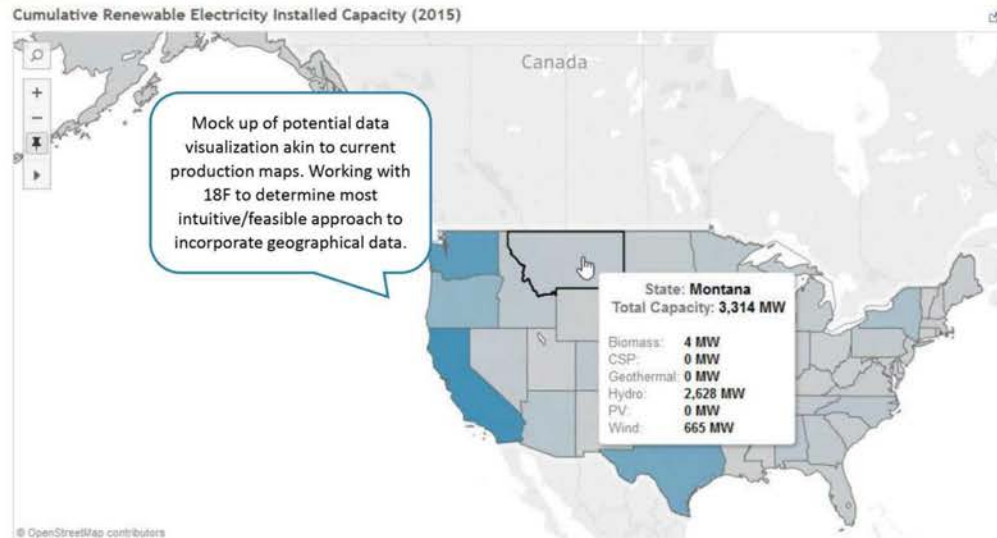 Cumulative Renewable Electricity Installed Capacity (2015)
Canada
Mock up of potential data
visualization akin to current
production maps. Working with
18F to determine most
intuitive/feasible approach to
incorporate geographical data.
State: Montana
Total Capacity: 3,314 MW
Biomass: 4 MW
CSP: 0 MW
Geothermal: 0 MW
Hydro: 2,628 MW
PV: 0 MW
Wind: 665 MW
© OpenStreetMap contributors